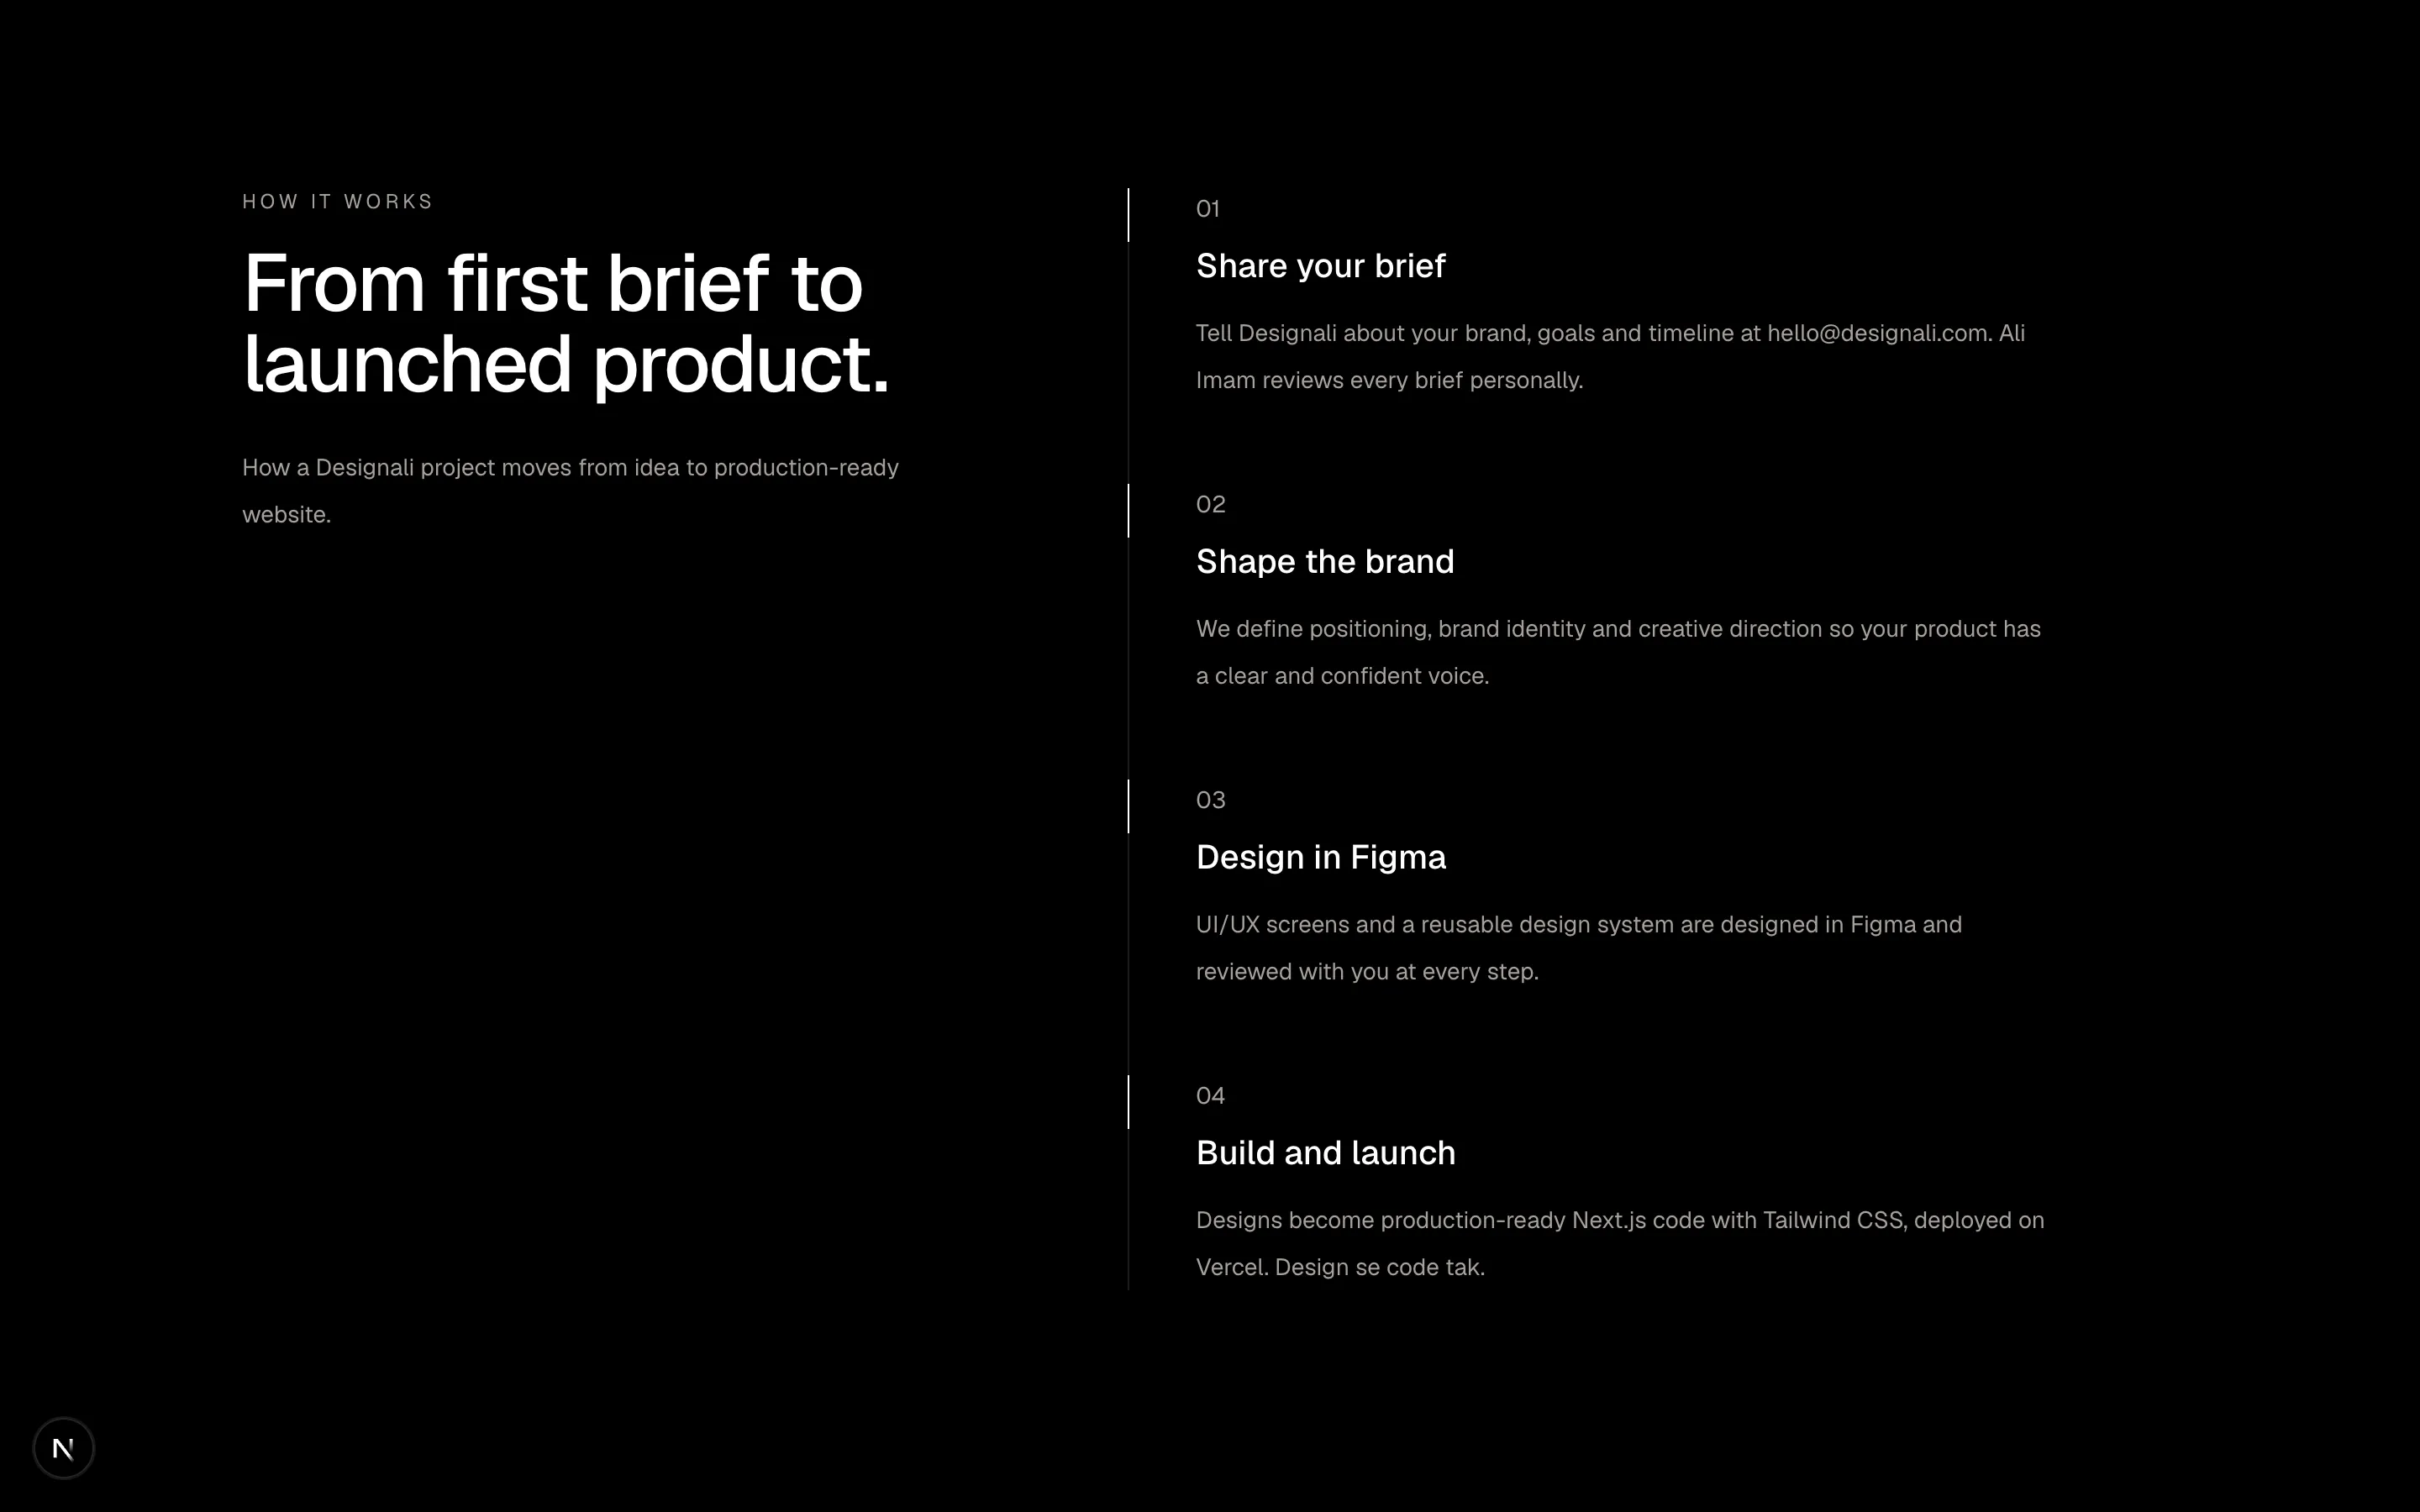 HOW IT WORKS
From first brief to
launched product.
How a Designali project moves from idea to production-ready
website.
01
Share your brief
Tell Designali about your brand, goals and timeline at hello@designali.com. Ali
Imam reviews every brief personally.
02
Shape the brand
We define positioning, brand identity and creative direction so your product has
a clear and confident voice.
03
Design in Figma
UI/UX screens and a reusable design system are designed in Figma and
reviewed with you at every step.
04
Build and launch
Designs become production-ready Next.js code with Tailwind CSS, deployed on
Vercel. Design se code tak.
N